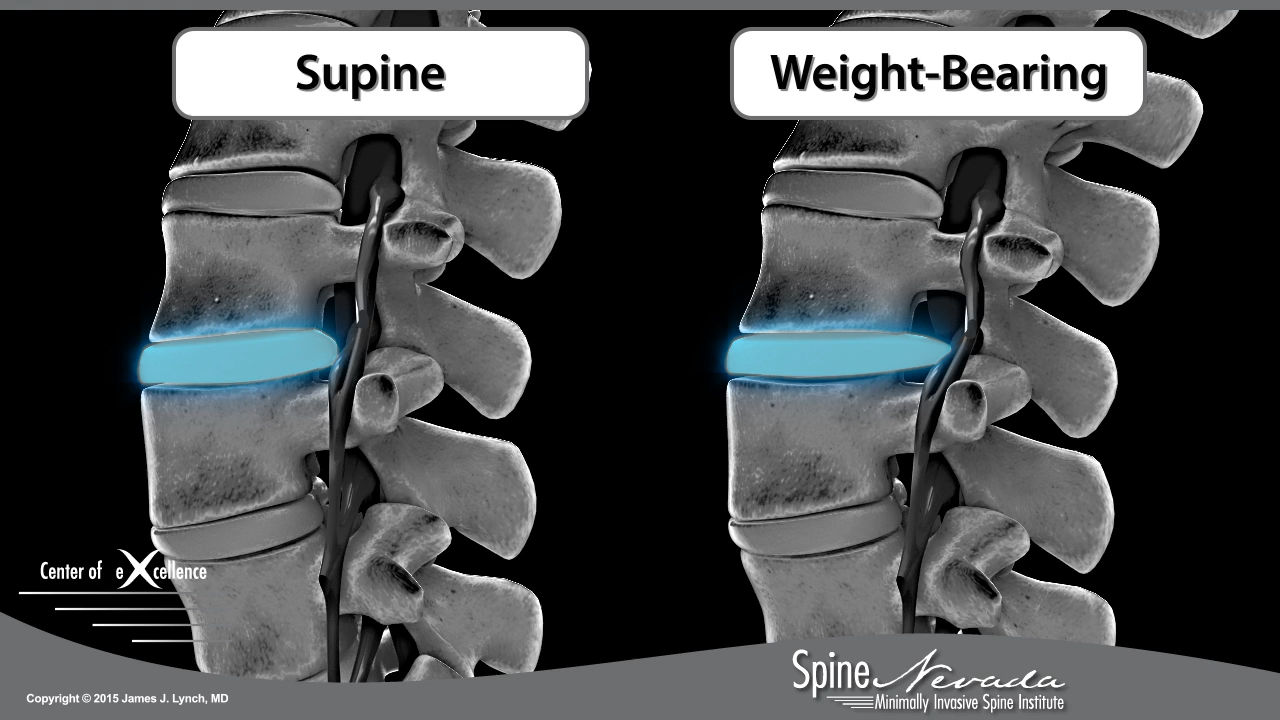 Supine
Weight-Bearing
Center of eXcellence
Copyright © 2015 James J. Lynch, MD
Spine Nevada
Minimally Invasive Spine Institute